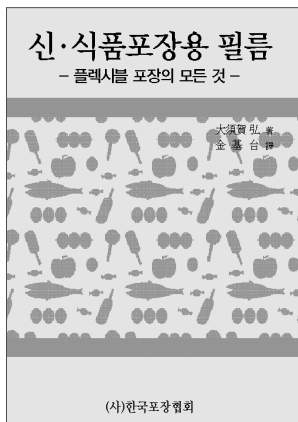 신·식품포장용 필름
– 플렉시블 포장의 모든 것 –
大須賀 弘 著
金 基 台 譯
(사)한국포장협회